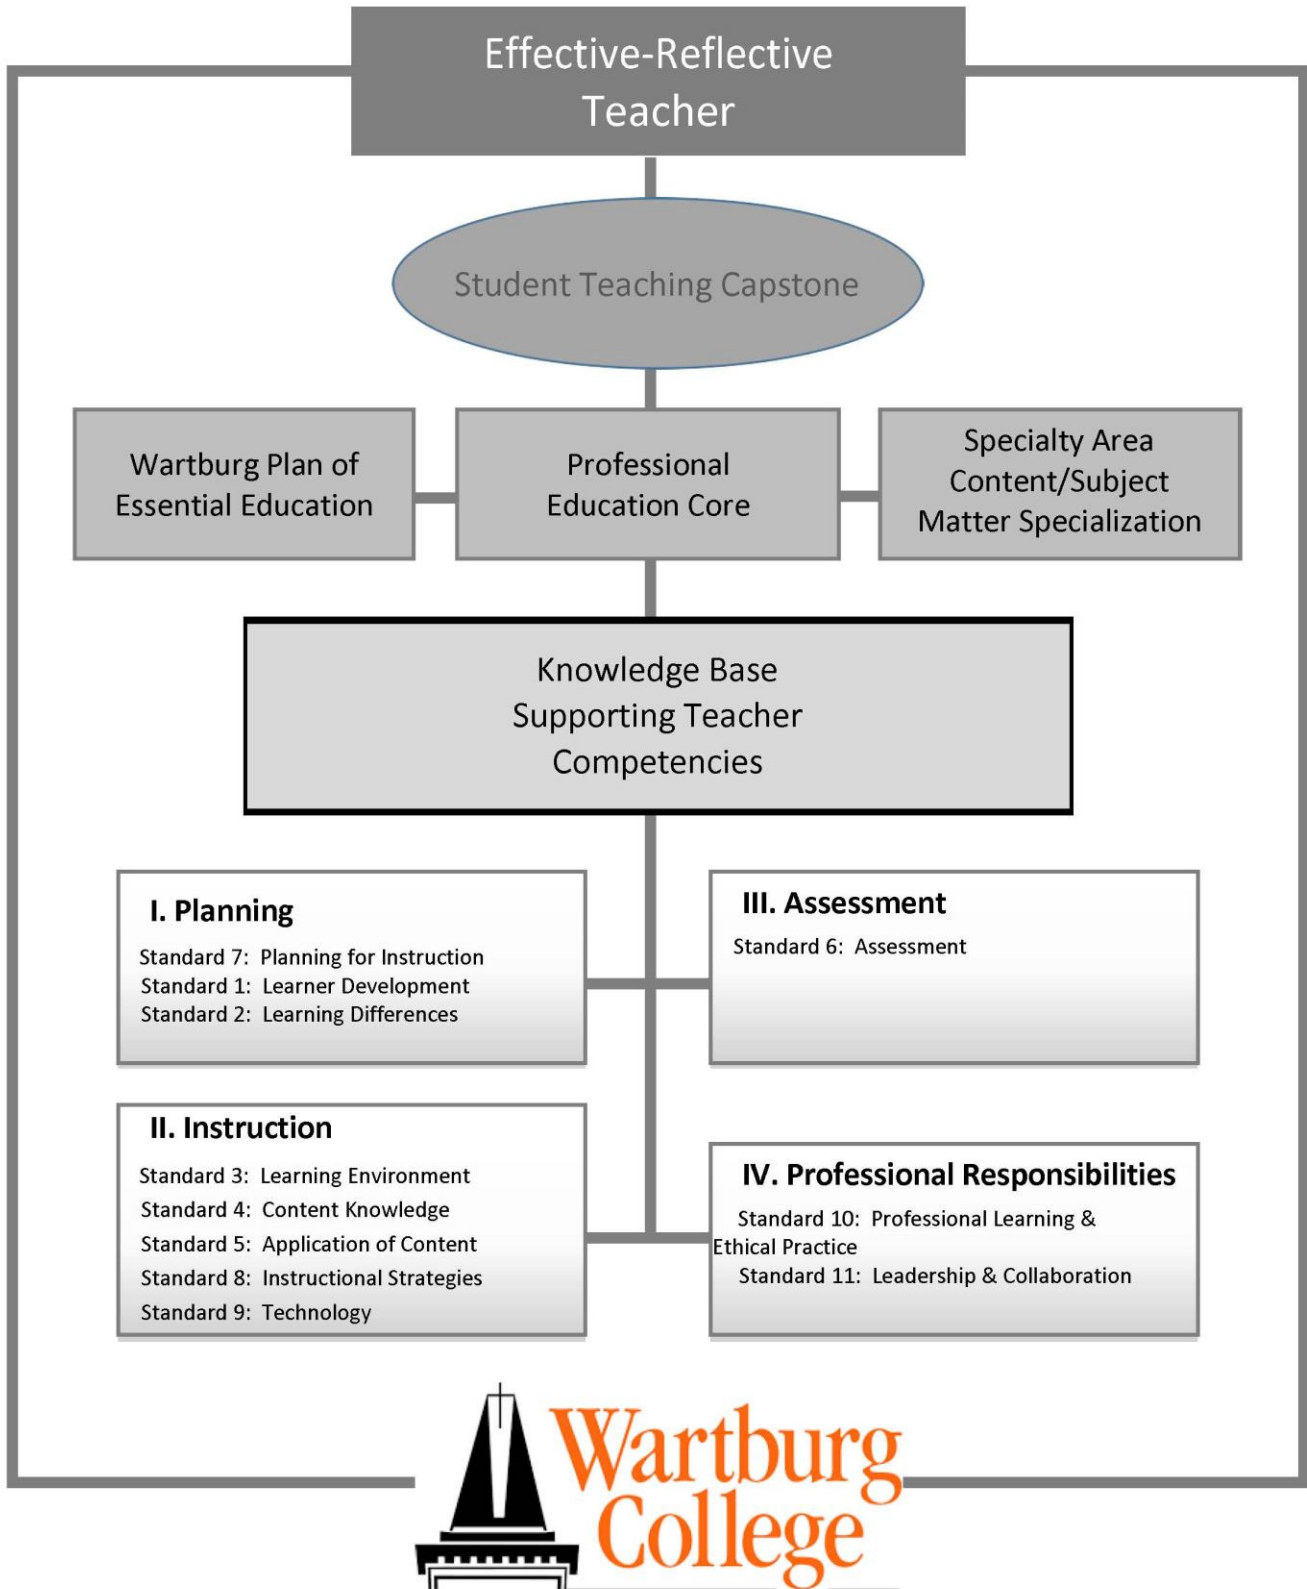 Effective-Reflective
Teacher
Student Teaching Capstone
Wartburg Plan of
Essential Education
Professional
Education Core
Specialty Area
Content/Subject
Matter Specialization
Knowledge Base
Supporting Teacher
Competencies
I. Planning
Standard 7:  Planning for Instruction
Standard 1:  Learner Development
Standard 2:  Learning Differences
III. Assessment
Standard 6:  Assessment
II. Instruction
Standard 3:  Learning Environment
Standard 4:  Content Knowledge
Standard 5:  Application of Content
Standard 8:  Instructional Strategies
Standard 9:  Technology
IV. Professional Responsibilities
Standard 10:  Professional Learning &
Ethical Practice
Standard 11:  Leadership & Collaboration
Wartburg
College